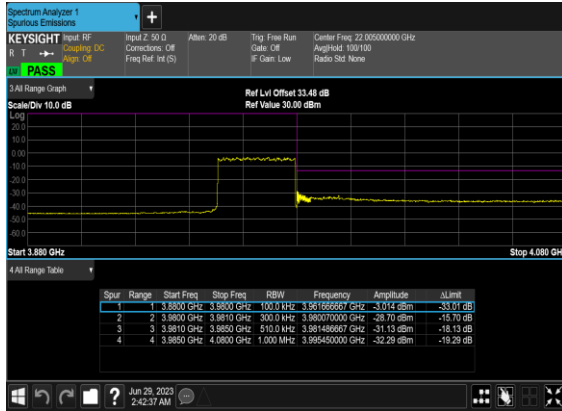 Spectrum Analyzer 1
Spurious Emissions
KEYSIGHT Input: RF
R T Coupling: DC
Align: Off
Input Z: 50 Ω
Corrections: Off
Freq Ref: Int (S)
Atten: 20 dB
Trig: Free Run
Gate: Off
IF Gain: Low
Center Freq: 22.005000000 GHz
Avg|Hold: 100/100
Radio Std: None
PASS
3 All Range Graph
Scale/Div 10.0 dB
Ref Lvl Offset 33.48 dB
Ref Value 30.00 dBm
Log
20.0
10.0
0.00
-10.0
-20.0
-30.0
-40.0
-50.0
-60.0
Start 3.880 GHz
Stop 4.080 GH
4 All Range Table
Spur Range Start Freq Stop Freq RBW Frequency Amplitude ΔLimit
1 1 3.8800 GHz 3.9800 GHz 100.0 kHz 3.961666667 GHz -3.014 dBm -33.01 dB
2 2 3.9800 GHz 3.9810 GHz 300.0 kHz 3.980070000 GHz -28.70 dBm -15.70 dB
3 3 3.9810 GHz 3.9850 GHz 510.0 kHz 3.981486667 GHz -31.13 dBm -18.13 dB
4 4 3.9850 GHz 4.0800 GHz 1.000 MHz 3.995450000 GHz -32.29 dBm -19.29 dB
?
Jun 29, 2023
2:42:37 AM